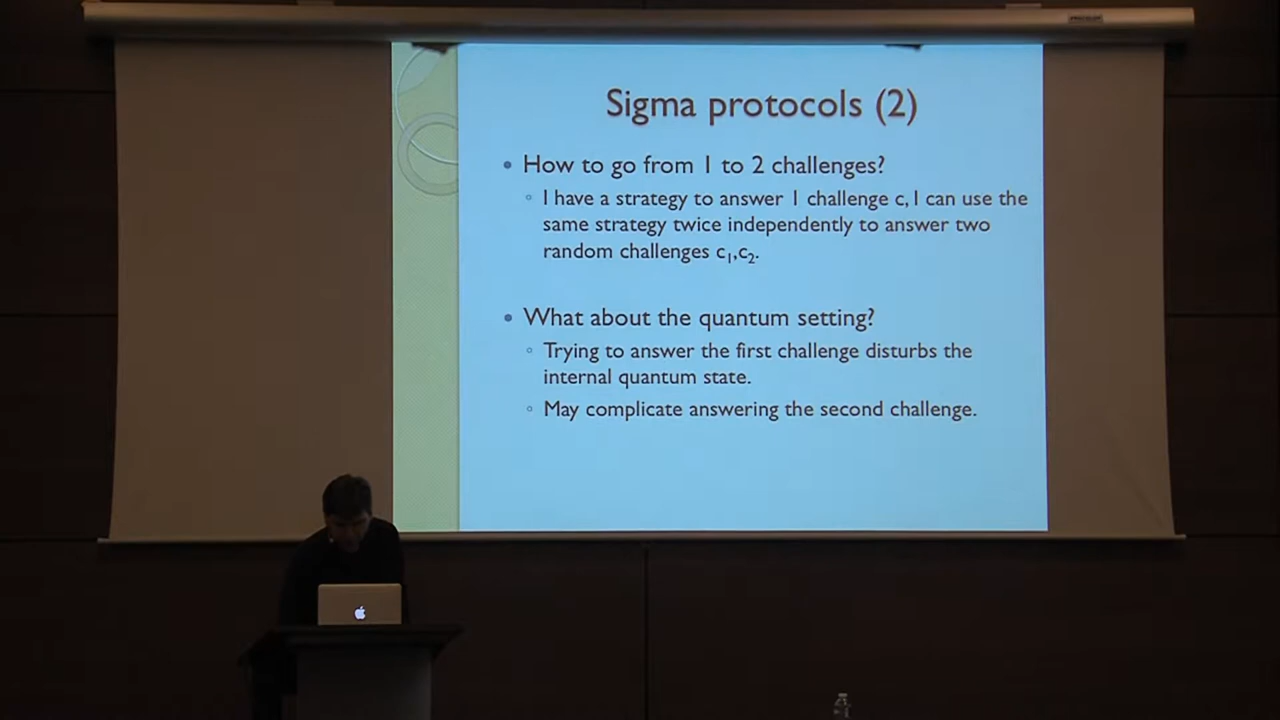 Sigma protocols (2)
• How to go from 1 to 2 challenges?
◦ I have a strategy to answer 1 challenge c, I can use the
same strategy twice independently to answer two
random challenges c₁,c₂.
• What about the quantum setting?
◦ Trying to answer the first challenge disturbs the
internal quantum state.
◦ May complicate answering the second challenge.